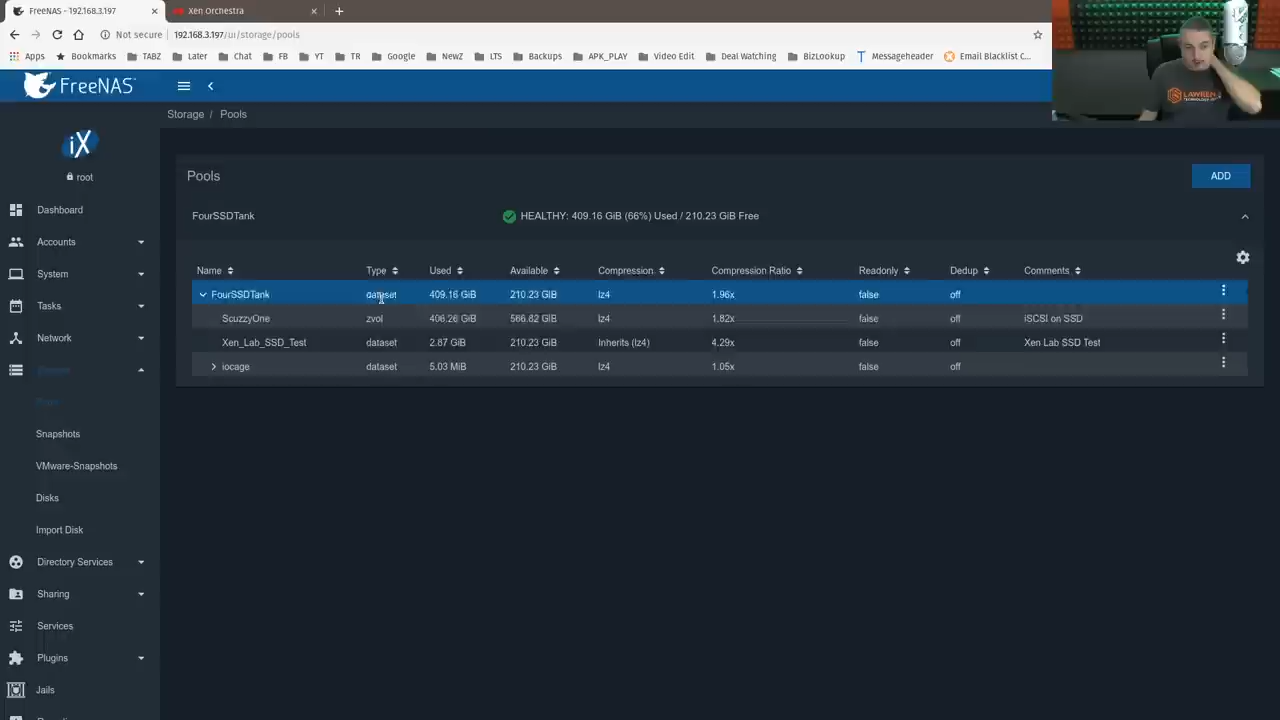 FreeNAS - 192.168.3.197
Xen Orchestra
Not secure 192.168.3.197/ui/storage/pools
Apps Bookmarks TABZ Later Chat FB YT TR Google NewZ LTS Backups APK_PLAY Video Edit Deal Watching BizLookup Messageheader Email Blacklist C...
FreeNAS
Storage / Pools
iX
root
Dashboard
Accounts
System
Tasks
Network
Snapshots
VMware-Snapshots
Disks
Import Disk
Directory Services
Sharing
Services
Plugins
Jails
Pools
ADD
FourSSDTank HEALTHY: 409.16 GiB (66%) Used / 210.23 GiB Free
Name Type Used Available Compression Compression Ratio Readonly Dedup Comments
FourSSDTank dataset 409.16 GiB 210.23 GiB lz4 1.96x false off
ScuzzyOne zvol 406.26 GiB 566.62 GiB lz4 1.82x false off iSCSI on SSD
Xen_Lab_SSD_Test dataset 2.87 GiB 210.23 GiB Inherits (lz4) 4.29x false off Xen Lab SSD Test
iocage dataset 5.03 MiB 210.23 GiB lz4 1.05x false off